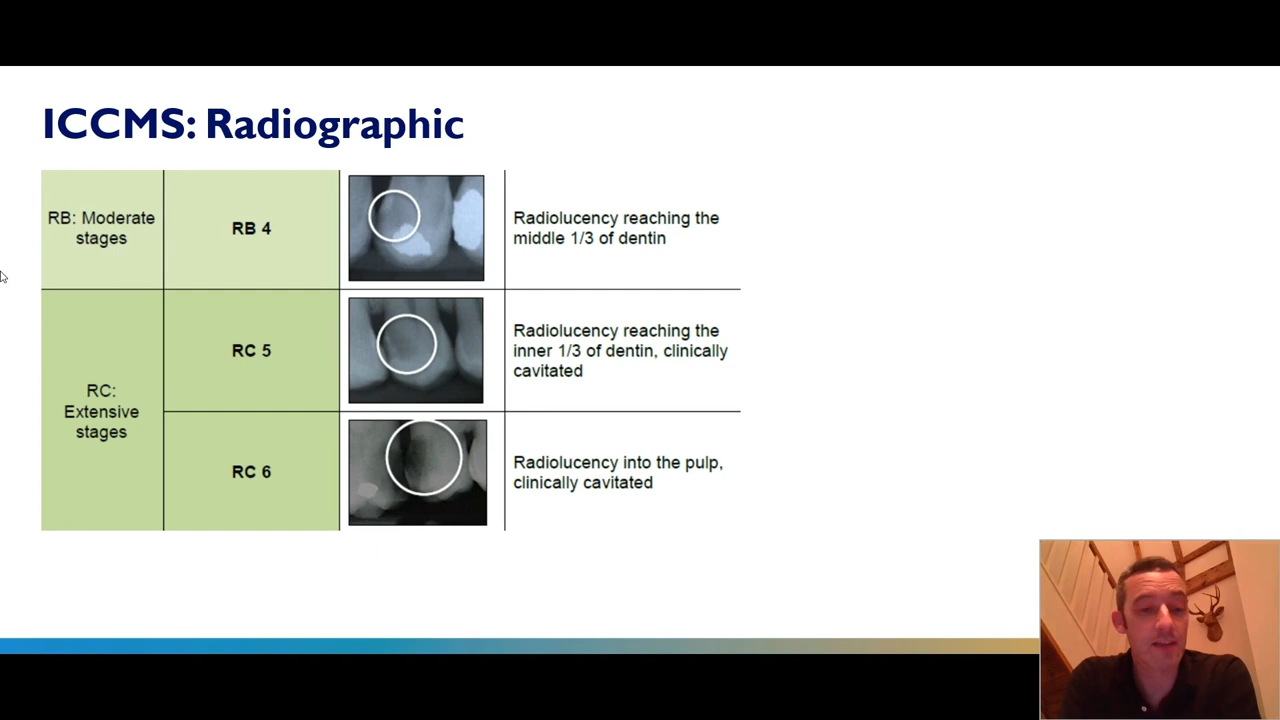 ICCMS: Radiographic
RB: Moderate
stages
RB 4
Radiolucency reaching the
middle 1/3 of dentin
RC:
Extensive
stages
RC 5
Radiolucency reaching the
inner 1/3 of dentin, clinically
cavitated
RC 6
Radiolucency into the pulp,
clinically cavitated